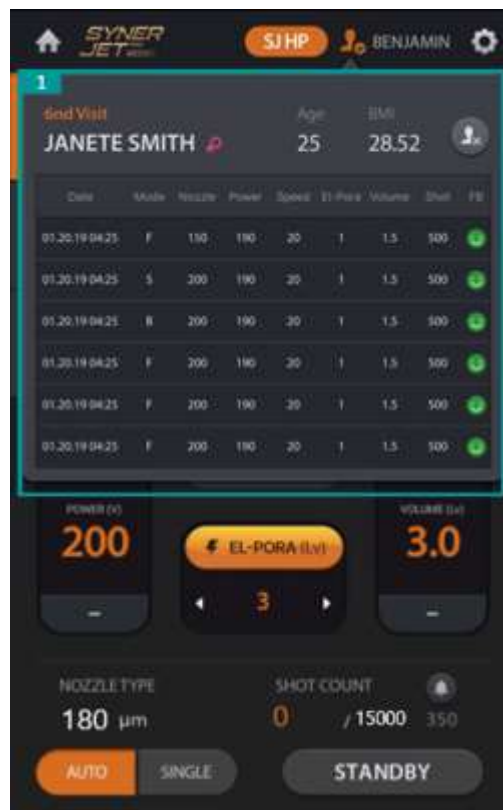 SYNER JET
SJ HP
BENJAMIN
1
6nd Visit Age BMI
JANETE SMITH 25 28.52
Date Mode Nozzle Power Speed El-Pora Volume Shot FB
01.20.19 04:25 F 150 190 20 1 1.5 500
01.20.19 04:25 S 200 190 20 1 1.5 500
01.20.19 04:25 B 200 190 20 1 1.5 500
01.20.19 04:25 F 200 190 20 1 1.5 500
01.20.19 04:25 F 200 190 20 1 1.5 500
01.20.19 04:25 F 200 190 20 1 1.5 500
POWER (V) VOLUME (Lv)
200 EL-PORA (Lv) 3.0
– 3 –
NOZZLE TYPE SHOT COUNT
180 µm 0 / 15000 350
AUTO SINGLE STANDBY